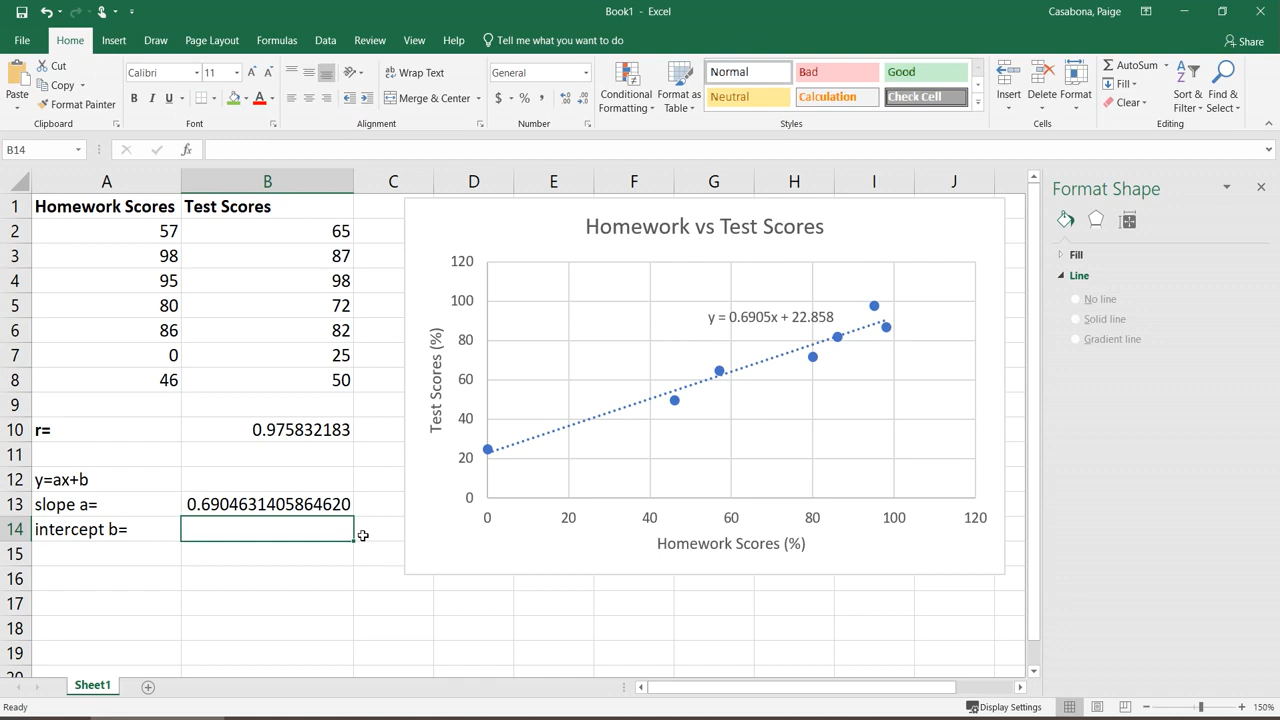 Book1 - Excel
Casabona, Paige
File Home Insert Draw Page Layout Formulas Data Review View Help Tell me what you want to do Share
Paste Cut Copy Format Painter Clipboard
Calibri 11 A A B I U A Font
Wrap Text Merge & Center Alignment
General $ % , Number
Conditional Formatting Format as Table Normal Bad Good Neutral Calculation Check Cell Styles
Insert Delete Format Cells
AutoSum Fill Clear Sort & Filter Find & Select Editing
B14 fx
A B C D E F G H I J
1 Homework Scores Test Scores
2 57 65
3 98 87
4 95 98
5 80 72
6 86 82
7 0 25
8 46 50
9
10 r= 0.975832183
11
12 y=ax+b
13 slope a= 0.6904631405864620
14 intercept b=
15
16
17
18
19
20
Homework vs Test Scores
120
100
80
60
40
20
0
Test Scores (%)
y = 0.6905x + 22.858
0 20 40 60 80 100 120
Homework Scores (%)
Format Shape
Fill
Line
No line
Solid line
Gradient line
Sheet1
Ready Display Settings 150%